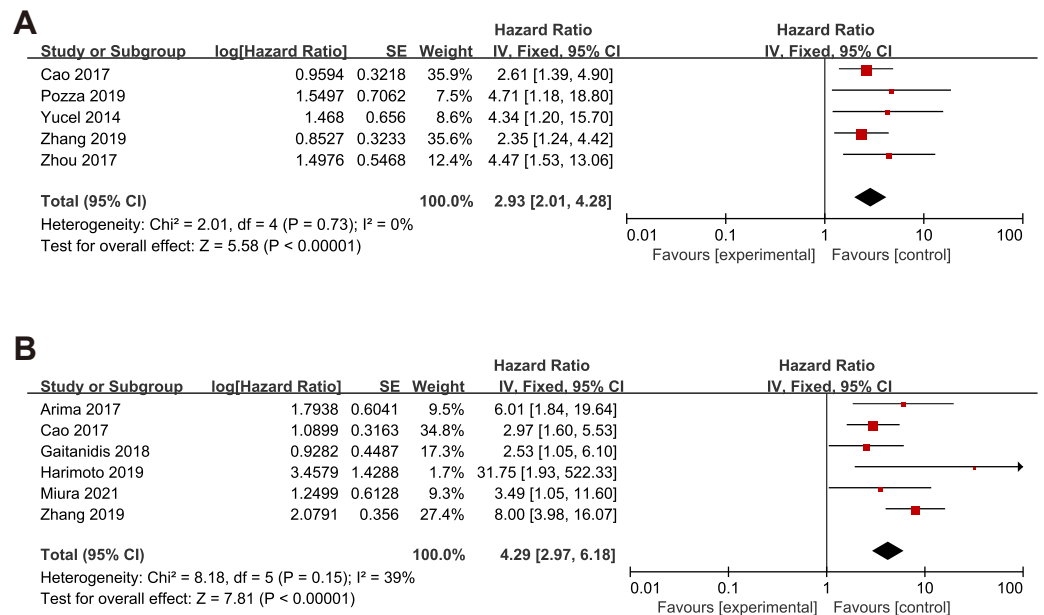 A
Hazard Ratio Hazard Ratio
Study or Subgroup log[Hazard Ratio] SE Weight IV, Fixed, 95% CI IV, Fixed, 95% CI
Cao 2017 0.9594 0.3218 35.9% 2.61 [1.39, 4.90]
Pozza 2019 1.5497 0.7062 7.5% 4.71 [1.18, 18.80]
Yucel 2014 1.468 0.656 8.6% 4.34 [1.20, 15.70]
Zhang 2019 0.8527 0.3233 35.6% 2.35 [1.24, 4.42]
Zhou 2017 1.4976 0.5468 12.4% 4.47 [1.53, 13.06]
Total (95% CI) 100.0% 2.93 [2.01, 4.28]
Heterogeneity: Chi² = 2.01, df = 4 (P = 0.73); I² = 0%
Test for overall effect: Z = 5.58 (P < 0.00001)
0.01 0.1 1 10 100
Favours [experimental] Favours [control]
B
Hazard Ratio Hazard Ratio
Study or Subgroup log[Hazard Ratio] SE Weight IV, Fixed, 95% CI IV, Fixed, 95% CI
Arima 2017 1.7938 0.6041 9.5% 6.01 [1.84, 19.64]
Cao 2017 1.0899 0.3163 34.8% 2.97 [1.60, 5.53]
Gaitanidis 2018 0.9282 0.4487 17.3% 2.53 [1.05, 6.10]
Harimoto 2019 3.4579 1.4288 1.7% 31.75 [1.93, 522.33]
Miura 2021 1.2499 0.6128 9.3% 3.49 [1.05, 11.60]
Zhang 2019 2.0791 0.356 27.4% 8.00 [3.98, 16.07]
Total (95% CI) 100.0% 4.29 [2.97, 6.18]
Heterogeneity: Chi² = 8.18, df = 5 (P = 0.15); I² = 39%
Test for overall effect: Z = 7.81 (P < 0.00001)
0.01 0.1 1 10 100
Favours [experimental] Favours [control]